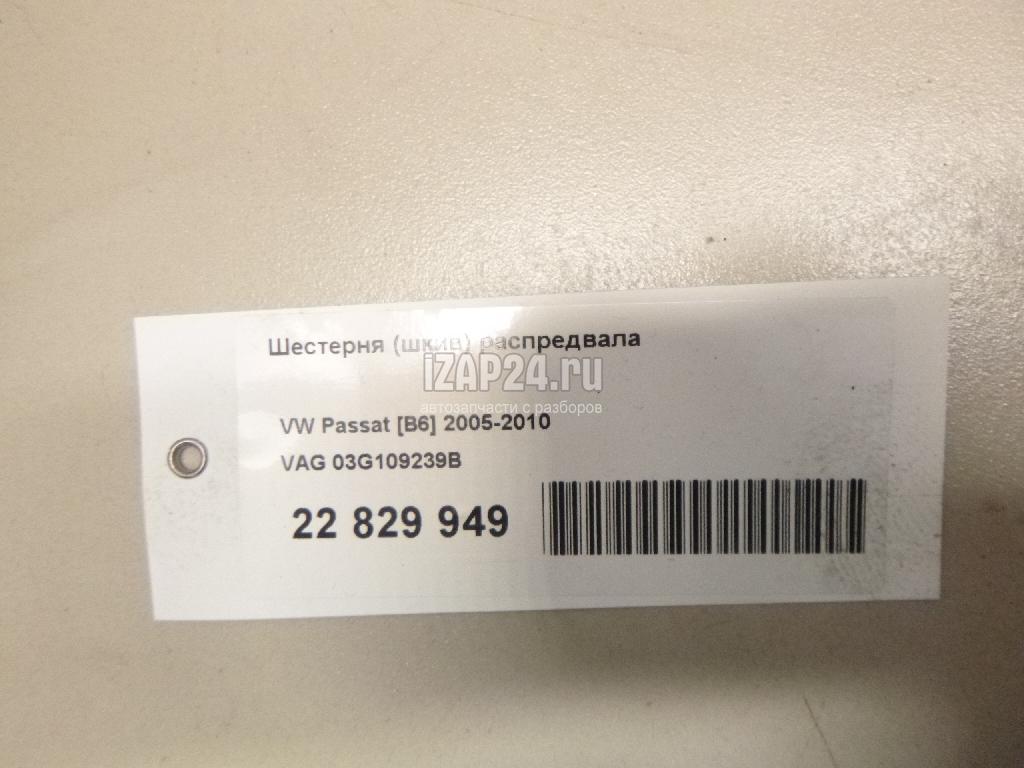 Шестерня (шкив) распредвала
iZAP24.ru
автозапчасти с разборов
VW Passat [B6] 2005-2010
VAG 03G109239B
22 829 949